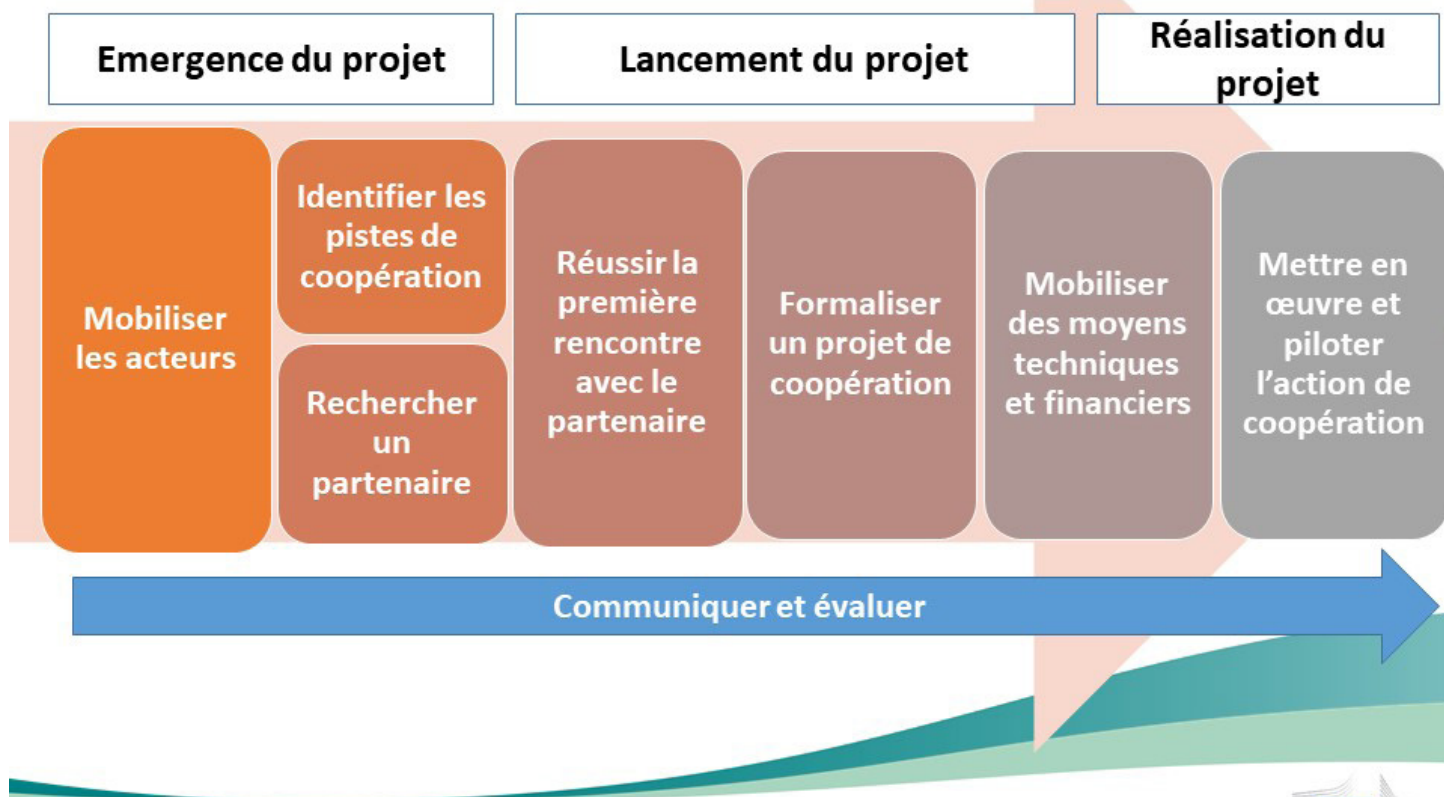 Emergence du projet
Lancement du projet
Réalisation du
projet
Mobiliser
les acteurs
Identifier les
pistes de
coopération
Rechercher
un
partenaire
Réussir la
première
rencontre
avec le
partenaire
Formaliser
un projet de
coopération
Mobiliser
des moyens
techniques
et financiers
Mettre en
œuvre et
piloter
l’action de
coopération
Communiquer et évaluer